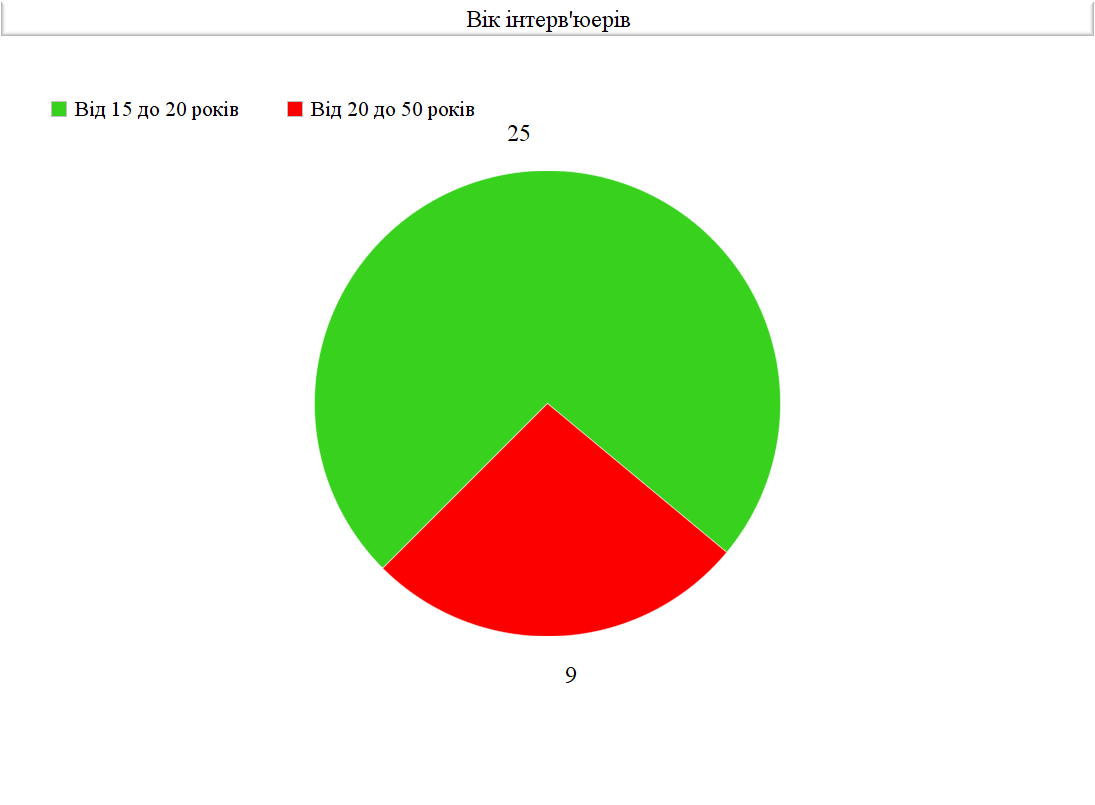 Вік інтерв'юерів
Від 15 до 20 років
Від 20 до 50 років
25
9